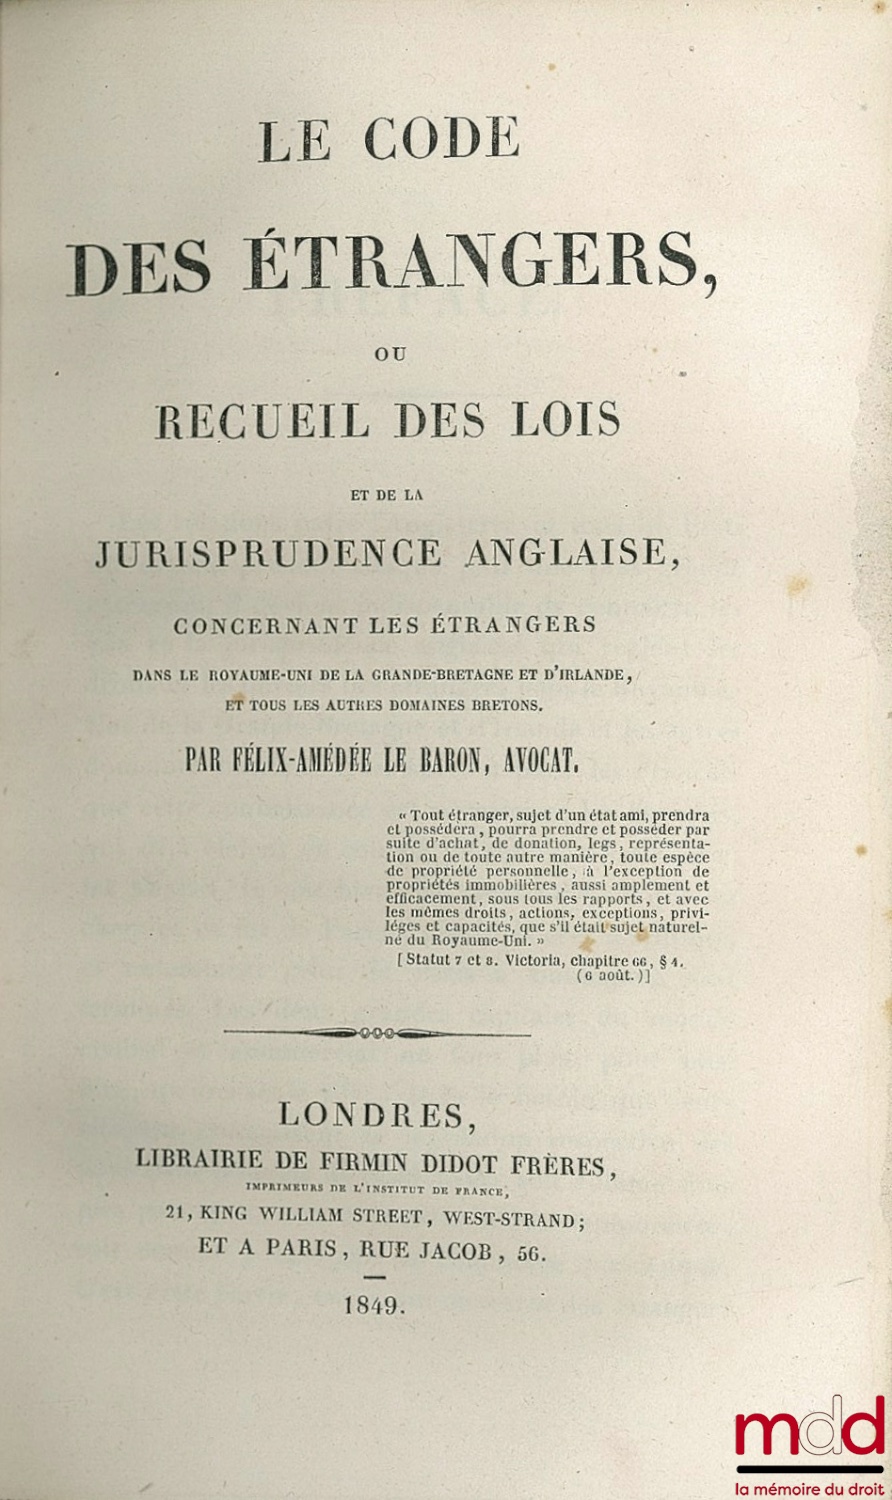 LE CODE
DES ÉTRANGERS,
OU
RECUEIL DES LOIS
ET DE LA
JURISPRUDENCE ANGLAISE,
CONCERNANT LES ÉTRANGERS
DANS LE ROYAUME-UNI DE LA GRANDE-BRETAGNE ET D'IRLANDE,
ET TOUS LES AUTRES DOMAINES BRETONS.
PAR FÉLIX-AMÉDÉE LE BARON, AVOCAT.
« Tout étranger, sujet d'un état ami, prendra
et possédera, pourra prendre et posséder par
suite d'achat, de donation, legs, représenta-
tion ou de toute autre manière, toute espèce
de propriété personnelle, à l'exception de
propriétés immobilières, aussi amplement et
efficacement, sous tous les rapports, et avec
les mêmes droits, actions, exceptions, privi-
léges et capacités, que s'il était sujet naturel-
né du Royaume-Uni. »
[Statut 7 et 8. Victoria, chapitre 66, § 4.
(6 août.)]
LONDRES,
LIBRAIRIE DE FIRMIN DIDOT FRÈRES,
IMPRIMEURS DE L'INSTITUT DE FRANCE,
21, KING WILLIAM STREET, WEST-STRAND;
ET A PARIS, RUE JACOB, 56.
1849.
mdd
la mémoire du droit